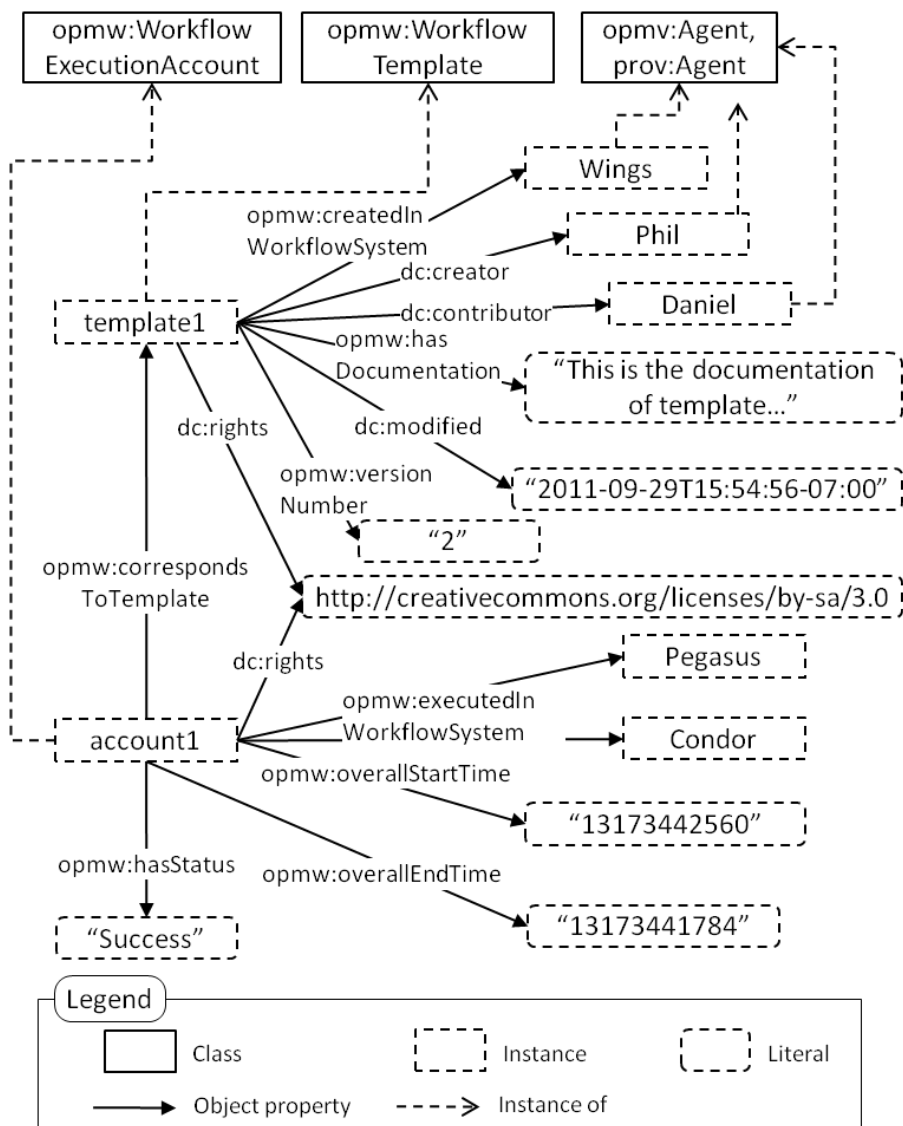 opmw:Workflow
ExecutionAccount
opmw:Workflow
Template
opmv:Agent,
prov:Agent
Wings
opmw:createdIn
WorkflowSystem
Phil
dc:creator
Daniel
dc:contributor
template1
opmw:has
Documentation
“This is the documentation
of template...”
dc:rights
dc:modified
opmw:version
Number
“2011-09-29T15:54:56-07:00”
“2”
opmw:corresponds
ToTemplate
http://creativecommons.org/licenses/by-sa/3.0
dc:rights
Pegasus
opmw:executedIn
WorkflowSystem
account1
Condor
opmw:overallStartTime
“13173442560”
opmw:hasStatus
opmw:overallEndTime
“Success”
“13173441784”
Legend
Class
Instance
Literal
Object property
Instance of